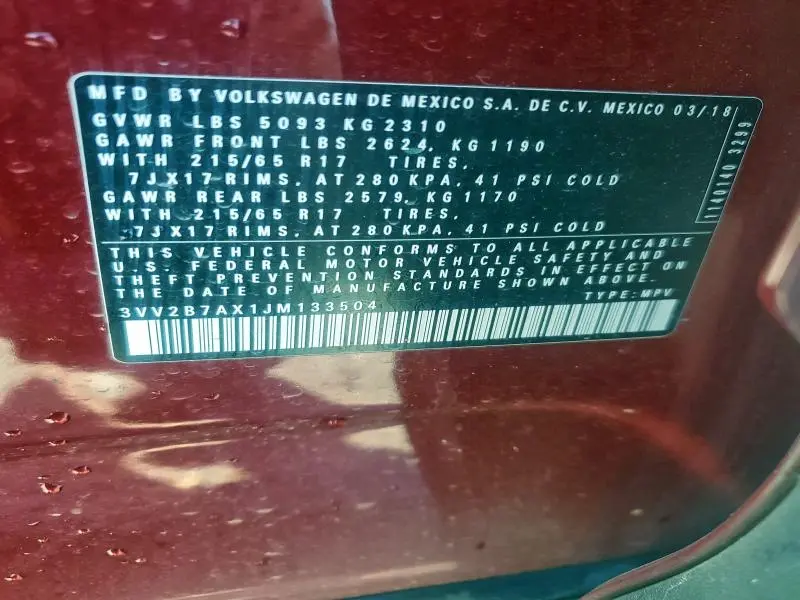 MFD BY VOLKSWAGEN DE MEXICO S.A. DE C.V. MEXICO 03/18
GVWR LBS 5093 KG 2310
GAWR FRONT LBS 2624, KG 1190
WITH 215/65 R17 TIRES,
7JX17 RIMS, AT 280 KPA, 41 PSI COLD
GAWR REAR LBS 2579, KG 1170
WITH 215/65 R17 TIRES,
7JX17 RIMS, AT 280 KPA, 41 PSI COLD
1140140 3299
THIS VEHICLE CONFORMS TO ALL APPLICABLE
U.S. FEDERAL MOTOR VEHICLE SAFETY AND
THEFT PREVENTION STANDARDS IN EFFECT ON
THE DATE OF MANUFACTURE SHOWN ABOVE.
TYPE: MPV
3VV2B7AX1JM133504